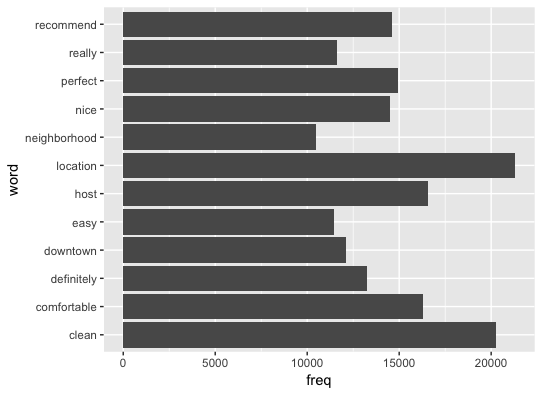 recommend
really
perfect
nice
neighborhood
location
host
easy
downtown
definitely
comfortable
clean
word
0 5000 10000 15000 20000
freq